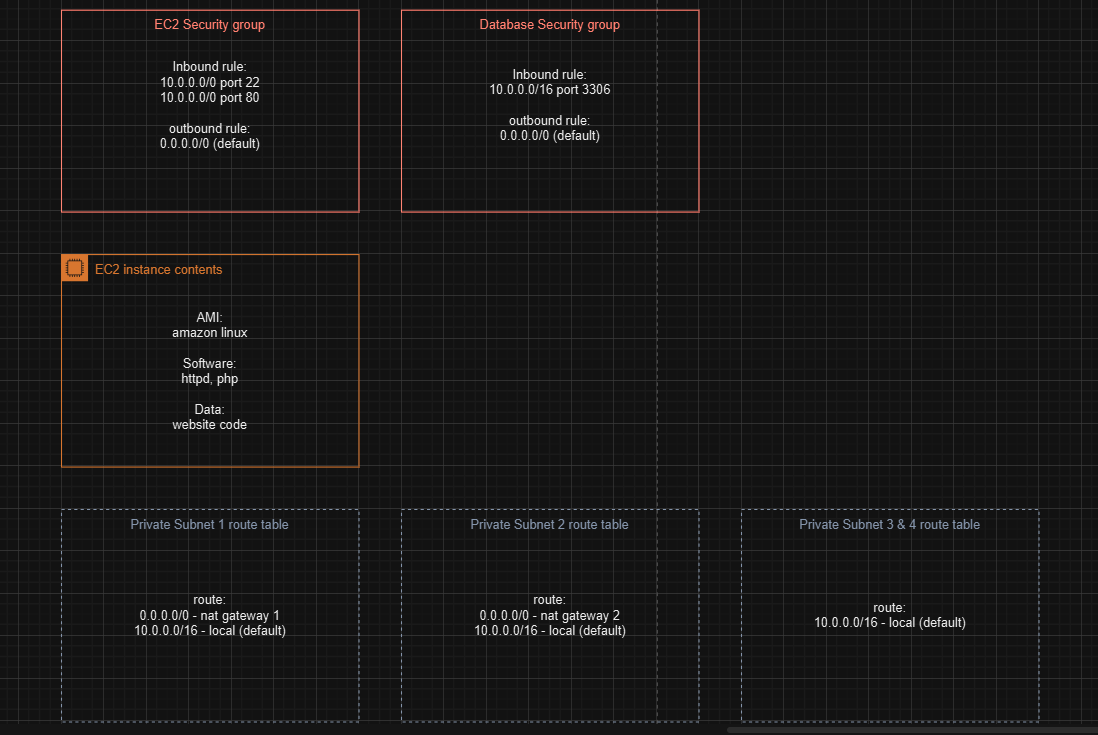 EC2 Security group
Inbound rule:
10.0.0.0/0 port 22
10.0.0.0/0 port 80
outbound rule:
0.0.0.0/0 (default)
Database Security group
Inbound rule:
10.0.0.0/16 port 3306
outbound rule:
0.0.0.0/0 (default)
EC2 instance contents
AMI:
amazon linux
Software:
httpd, php
Data:
website code
Private Subnet 1 route table
route:
0.0.0.0/0 - nat gateway 1
10.0.0.0/16 - local (default)
Private Subnet 2 route table
route:
0.0.0.0/0 - nat gateway 2
10.0.0.0/16 - local (default)
Private Subnet 3 & 4 route table
route:
10.0.0.0/16 - local (default)